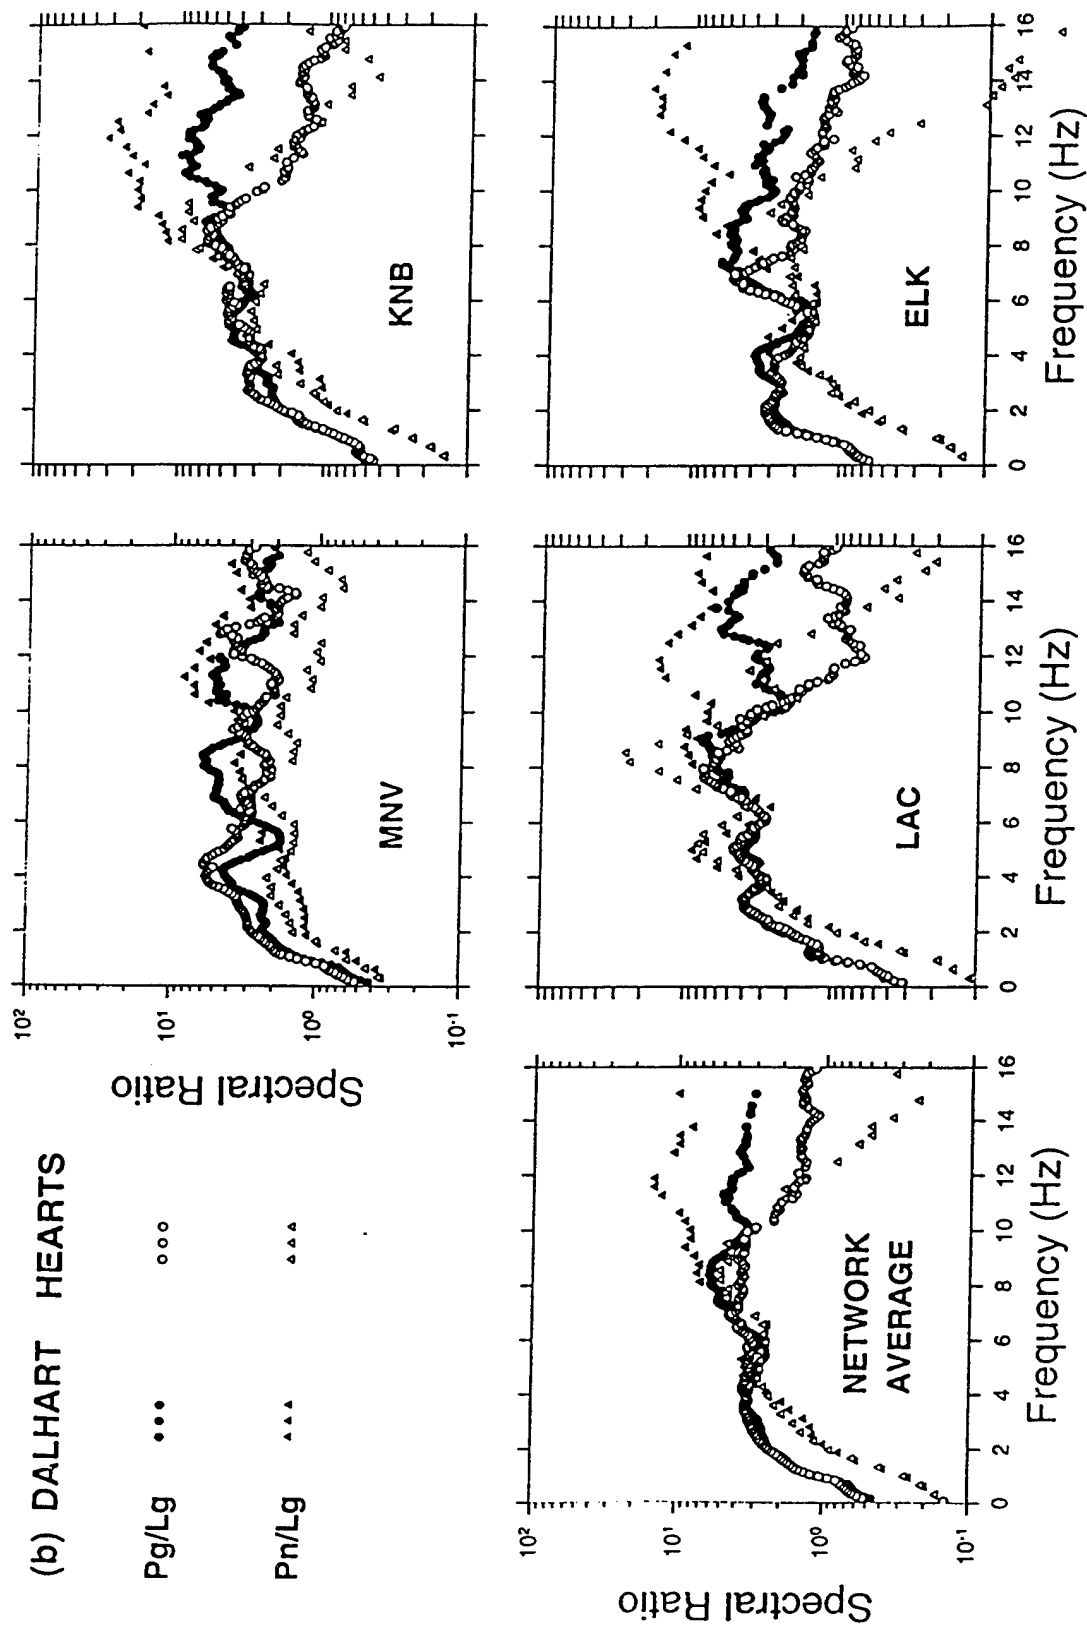 (b) DALHART HEARTS
Pg/Lg
Pn/Lg
Spectral Ratio
10² 10¹ 10⁰ 10⁻¹
MNV
KNB
Spectral Ratio
10² 10¹ 10⁰ 10⁻¹
NETWORK
AVERAGE
0 2 4 6 8 10 12 14 16
Frequency (Hz)
LAC
0 2 4 6 8 10 12 14 16
Frequency (Hz)
ELK
0 2 4 6 8 10 12 14 16
Frequency (Hz)